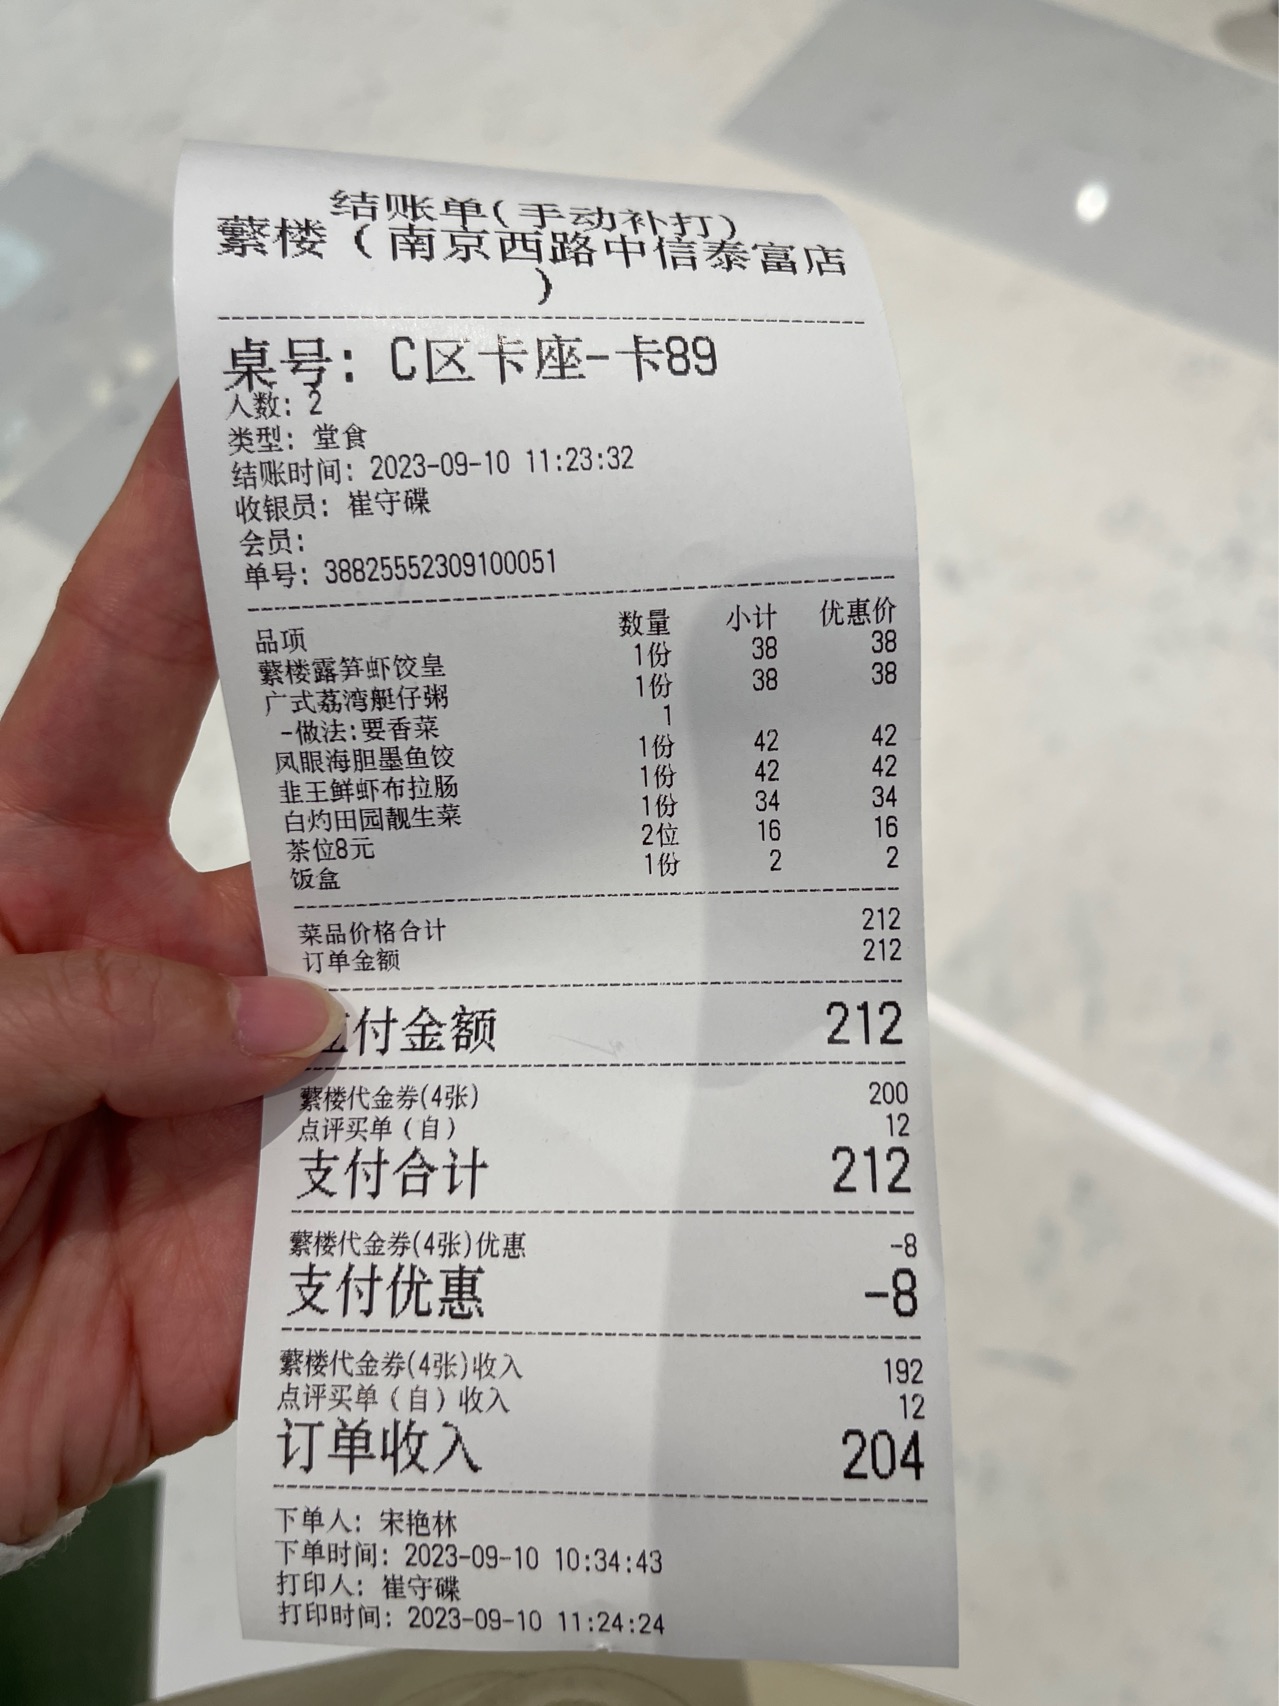 结账单(手动补打)
蘩楼（南京西路中信泰富店
）
桌号: C区卡座-卡89
人数: 2
类型: 堂食
结账时间: 2023-09-10 11:23:32
收银员: 崔守碟
会员:
单号: 38825552309100051
品项 数量 小计 优惠价
蘩楼露笋虾饺皇 1份 38 38
广式荔湾艇仔粥 1份 38 38
-做法:要香菜 1
凤眼海胆墨鱼饺 1份 42 42
韭王鲜虾布拉肠 1份 42 42
白灼田园靓生菜 1份 34 34
茶位8元 2位 16 16
饭盒 1份 2 2
菜品价格合计 212
订单金额 212
付金额 212
蘩楼代金券(4张) 200
点评买单（自） 12
支付合计 212
蘩楼代金券(4张)优惠 -8
支付优惠 -8
蘩楼代金券(4张)收入 192
点评买单（自）收入 12
订单收入 204
下单人: 宋艳林
下单时间: 2023-09-10 10:34:43
打印人: 崔守碟
打印时间: 2023-09-10 11:24:24